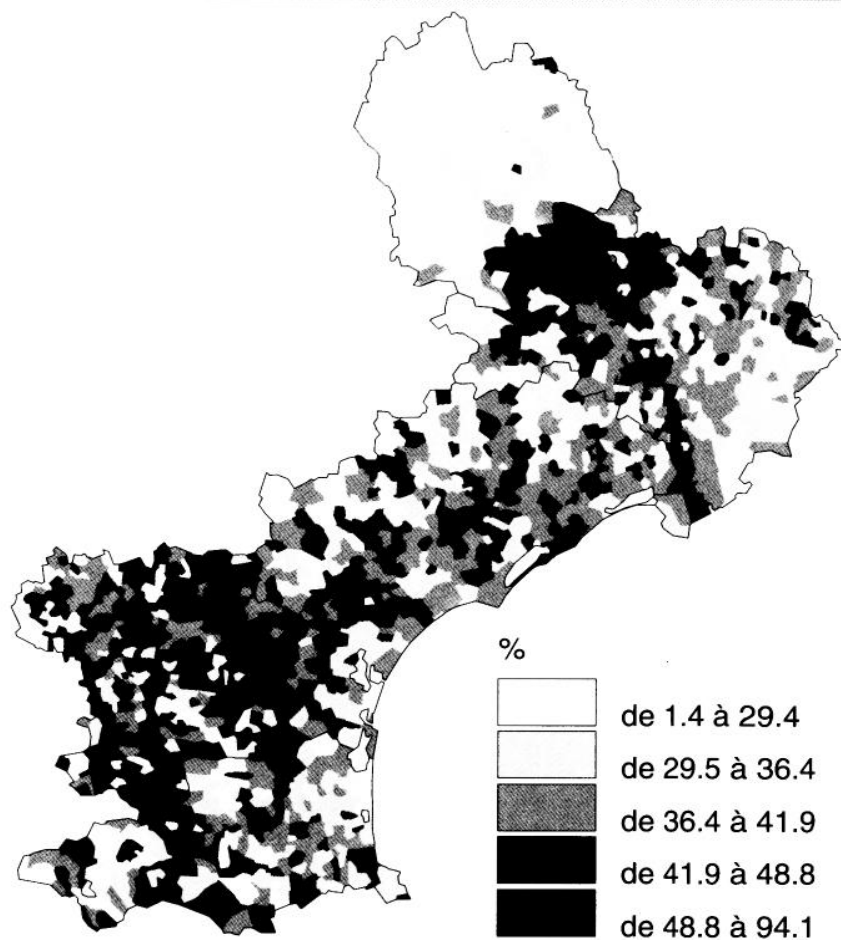 %
de 1.4 à 29.4
de 29.5 à 36.4
de 36.4 à 41.9
de 41.9 à 48.8
de 48.8 à 94.1